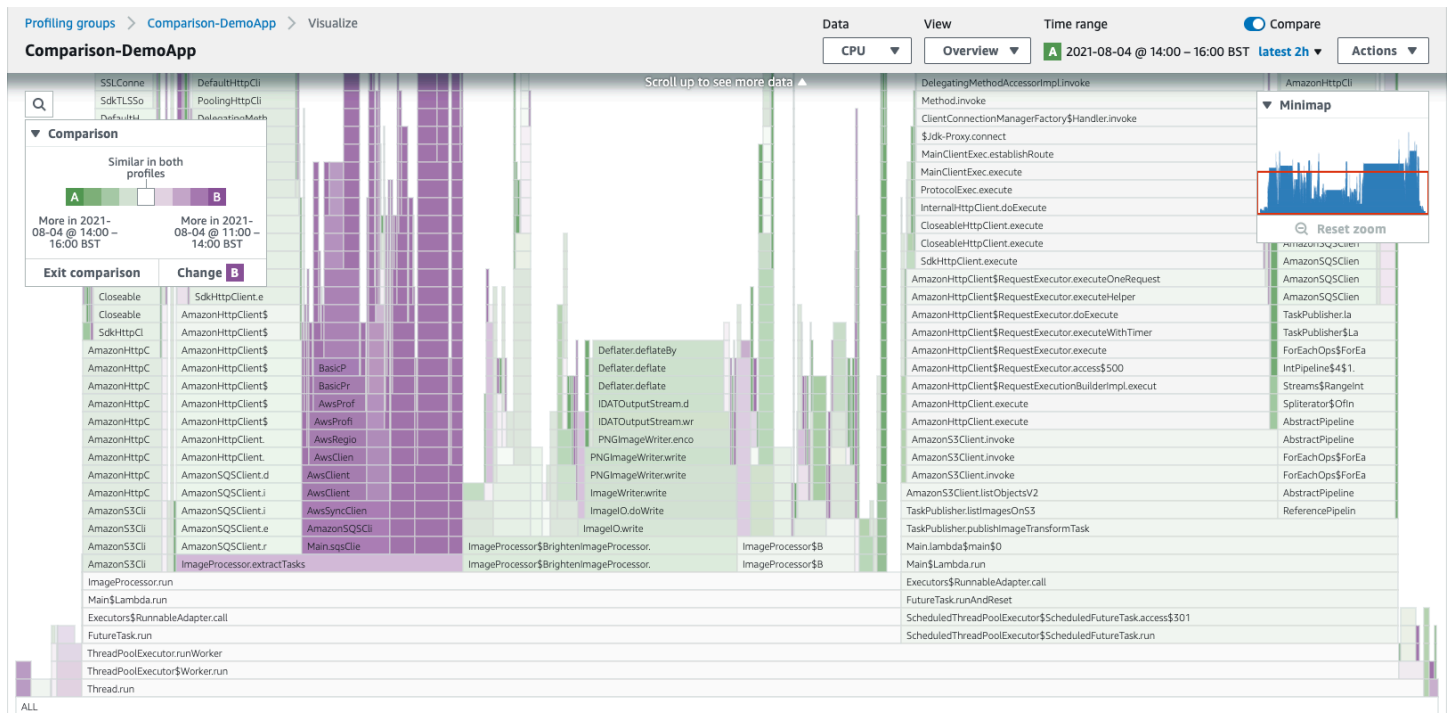 Profiling groups > Comparison-DemoApp > Visualize
Comparison-DemoApp
Data
CPU ▼
View
Overview ▼
Time range
A 2021-08-04 @ 14:00 – 16:00 BST latest 2h ▼
Compare
Actions ▼
Scroll up to see more data ▲
▼ Comparison
Similar in both
profiles
A
B
More in 2021-
08-04 @ 14:00 –
16:00 BST
More in 2021-
08-04 @ 11:00 –
14:00 BST
Exit comparison
Change B
▼ Minimap
Reset zoom
SSLConne
SdkTLSSo
DefaultH
Closeable
Closeable
SdkHttpCl
AmazonHttpC
AmazonHttpC
AmazonHttpC
AmazonHttpC
AmazonHttpC
AmazonHttpC
AmazonHttpC
AmazonHttpC
AmazonHttpC
AmazonS3Cli
AmazonS3Cli
AmazonS3Cli
AmazonS3Cli
DefaultHttpCli
PoolingHttpCli
DelegatingMeth
SdkHttpClient.e
AmazonHttpClient$
AmazonHttpClient$
AmazonHttpClient$
AmazonHttpClient$
AmazonHttpClient$
AmazonHttpClient$
AmazonHttpClient$
AmazonHttpClient.
AmazonHttpClient.
AmazonSQSClient.d
AmazonSQSClient.i
AmazonSQSClient.i
AmazonSQSClient.e
AmazonSQSClient.r
ImageProcessor.extractTasks
BasicP
BasicPr
AwsProf
AwsProfi
AwsRegio
AwsClien
AwsClient
AwsClient
AwsSyncClien
AmazonSQSCli
Main.sqsClie
Deflater.deflateBy
Deflater.deflate
Deflater.deflate
IDATOutputStream.d
IDATOutputStream.wr
PNGImageWriter.enco
PNGImageWriter.write
PNGImageWriter.write
ImageWriter.write
ImageIO.doWrite
ImageIO.write
ImageProcessor$BrightenImageProcessor.
ImageProcessor$BrightenImageProcessor.
ImageProcessor$B
ImageProcessor$B
DelegatingMethodAccessorImpl.invoke
Method.invoke
ClientConnectionManagerFactory$Handler.invoke
$Jdk-Proxy.connect
MainClientExec.establishRoute
MainClientExec.execute
ProtocolExec.execute
InternalHttpClient.doExecute
CloseableHttpClient.execute
CloseableHttpClient.execute
SdkHttpClient.execute
AmazonHttpClient$RequestExecutor.executeOneRequest
AmazonHttpClient$RequestExecutor.executeHelper
AmazonHttpClient$RequestExecutor.doExecute
AmazonHttpClient$RequestExecutor.executeWithTimer
AmazonHttpClient$RequestExecutor.execute
AmazonHttpClient$RequestExecutor.access$500
AmazonHttpClient$RequestExecutionBuilderImpl.execut
AmazonHttpClient.execute
AmazonHttpClient.execute
AmazonS3Client.invoke
AmazonS3Client.invoke
AmazonS3Client.invoke
AmazonS3Client.listObjectsV2
TaskPublisher.listImagesOnS3
TaskPublisher.publishImageTransformTask
Main.lambda$main$0
Main$Lambda.run
Executors$RunnableAdapter.call
FutureTask.runAndReset
ScheduledThreadPoolExecutor$ScheduledFutureTask.access$301
ScheduledThreadPoolExecutor$ScheduledFutureTask.run
AmazonHttpCli
AmazonSQSClien
AmazonSQSClien
AmazonSQSClien
TaskPublisher.la
TaskPublisher$La
ForEachOps$ForEa
IntPipeline$4$1.
Streams$RangeInt
Spliterator$OfIn
AbstractPipeline
AbstractPipeline
ForEachOps$ForEa
ForEachOps$ForEa
AbstractPipeline
ReferencePipelin
ImageProcessor.run
Main$Lambda.run
Executors$RunnableAdapter.call
FutureTask.run
ThreadPoolExecutor.runWorker
ThreadPoolExecutor$Worker.run
Thread.run
ALL